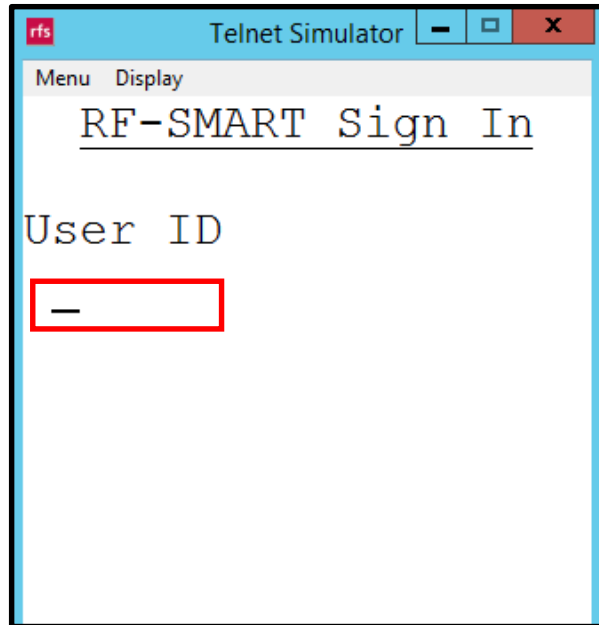 rfs Telnet Simulator
Menu Display
RF-SMART Sign In
User ID